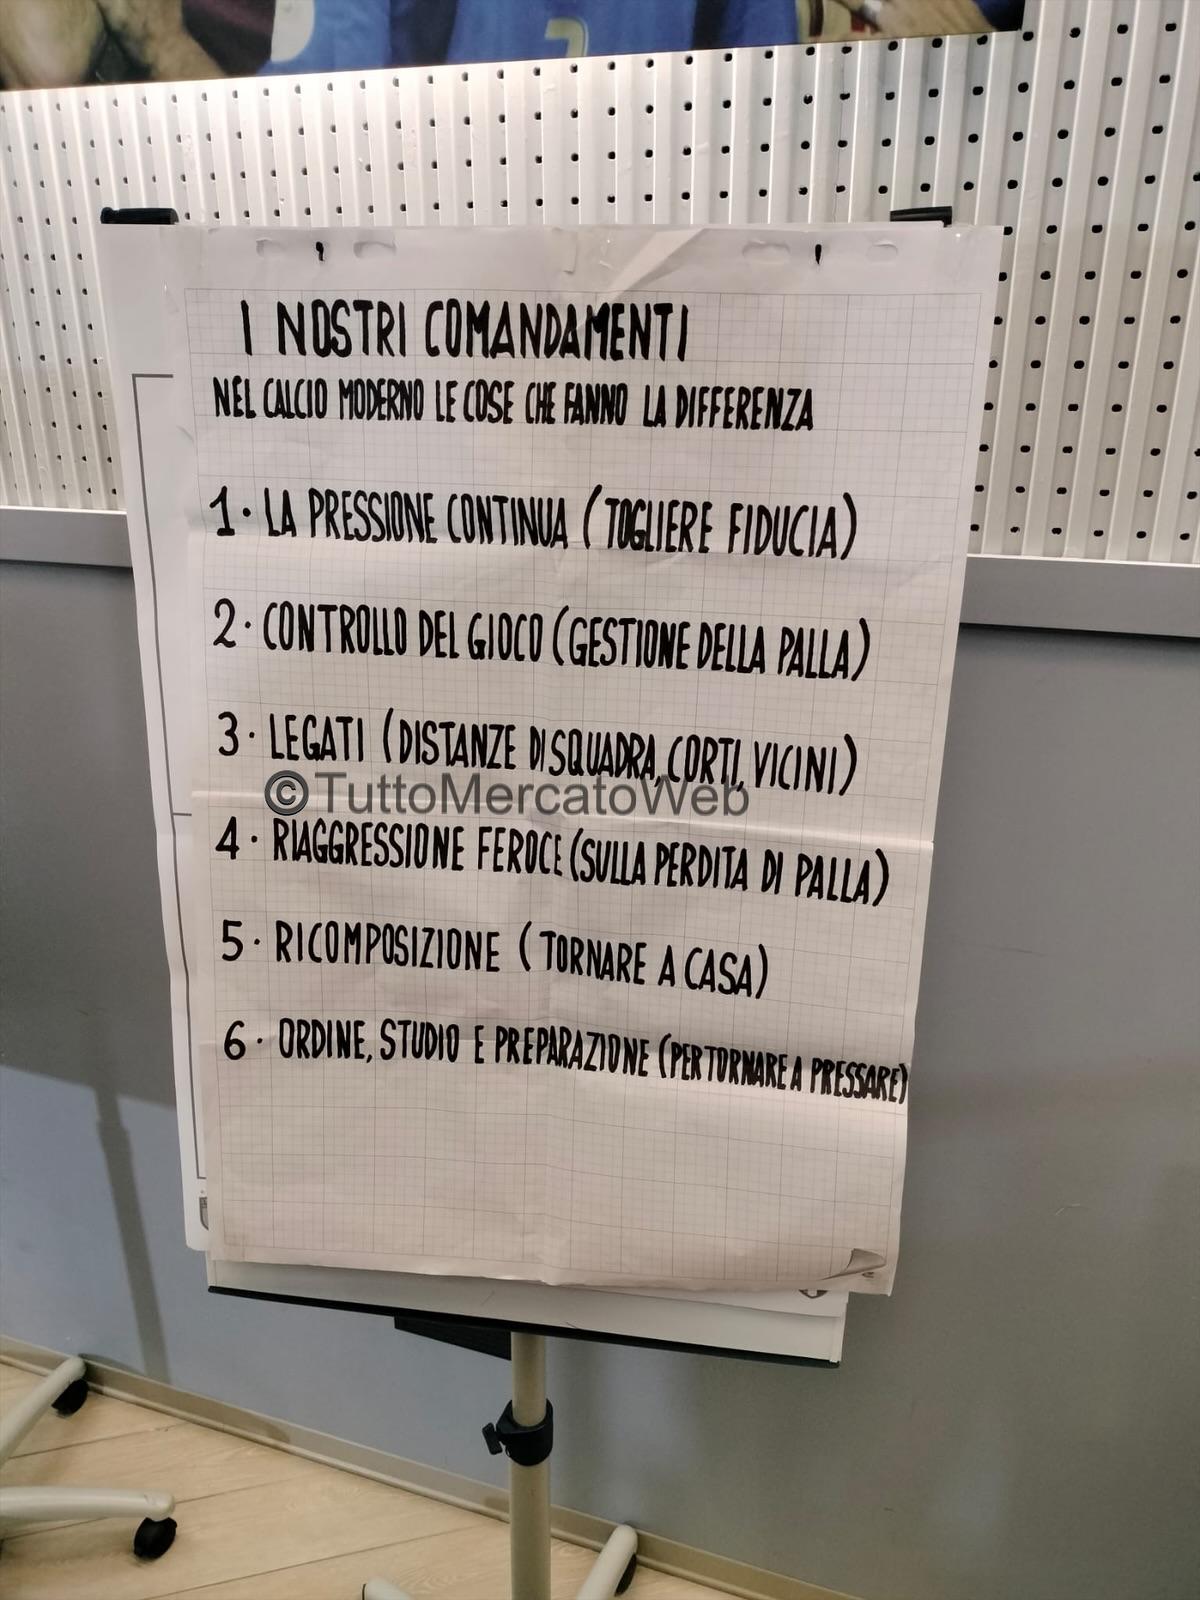 I NOSTRI COMANDAMENTI
NEL CALCIO MODERNO LE COSE CHE FANNO LA DIFFERENZA
1. LA PRESSIONE CONTINUA (TOGLIERE FIDUCIA)
2. CONTROLLO DEL GIOCO (GESTIONE DELLA PALLA)
3. LEGATI (DISTANZE DI SQUADRA, CORTI, VICINI)
©TuttoMercatoWeb
4. RIAGGRESSIONE FEROCE (SULLA PERDITA DI PALLA)
5. RICOMPOSIZIONE (TORNARE A CASA)
6. ORDINE, STUDIO E PREPARAZIONE (PER TORNARE A PRESSARE)